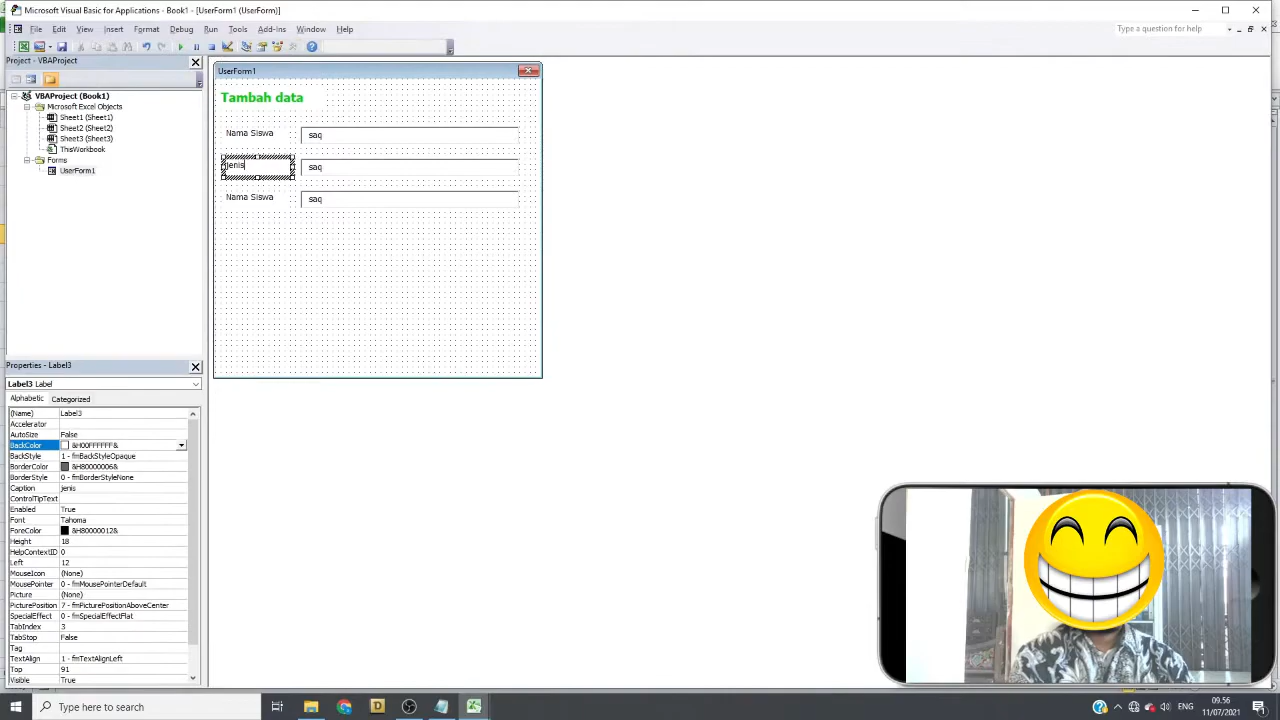 Microsoft Visual Basic for Applications - Book1 - [UserForm1 (UserForm)]
File Edit View Insert Format Debug Run Tools Add-Ins Window Help
Type a question for help
Project - VBAProject
VBAProject (Book1)
Microsoft Excel Objects
Sheet1 (Sheet1)
Sheet2 (Sheet2)
Sheet3 (Sheet3)
ThisWorkbook
Forms
UserForm1
UserForm1
Tambah data
Nama Siswa saq
jenis saq
Nama Siswa saq
Properties - Label3
Label3 Label
Alphabetic Categorized
(Name) Label3
Accelerator
AutoSize False
BackColor &H00FFFFFF&
BackStyle 1 - fmBackStyleOpaque
BorderColor &H80000006&
BorderStyle 0 - fmBorderStyleNone
Caption jenis
ControlTipText
Enabled True
Font Tahoma
ForeColor &H80000012&
Height 18
HelpContextID 0
Left 12
MouseIcon (None)
MousePointer 0 - fmMousePointerDefault
Picture (None)
PicturePosition 7 - fmPicturePositionAboveCenter
SpecialEffect 0 - fmSpecialEffectFlat
TabIndex 3
TabStop False
Tag
TextAlign 1 - fmTextAlignLeft
Top 91
Visible True
Type here to search
ENG
09.56
11/07/2021